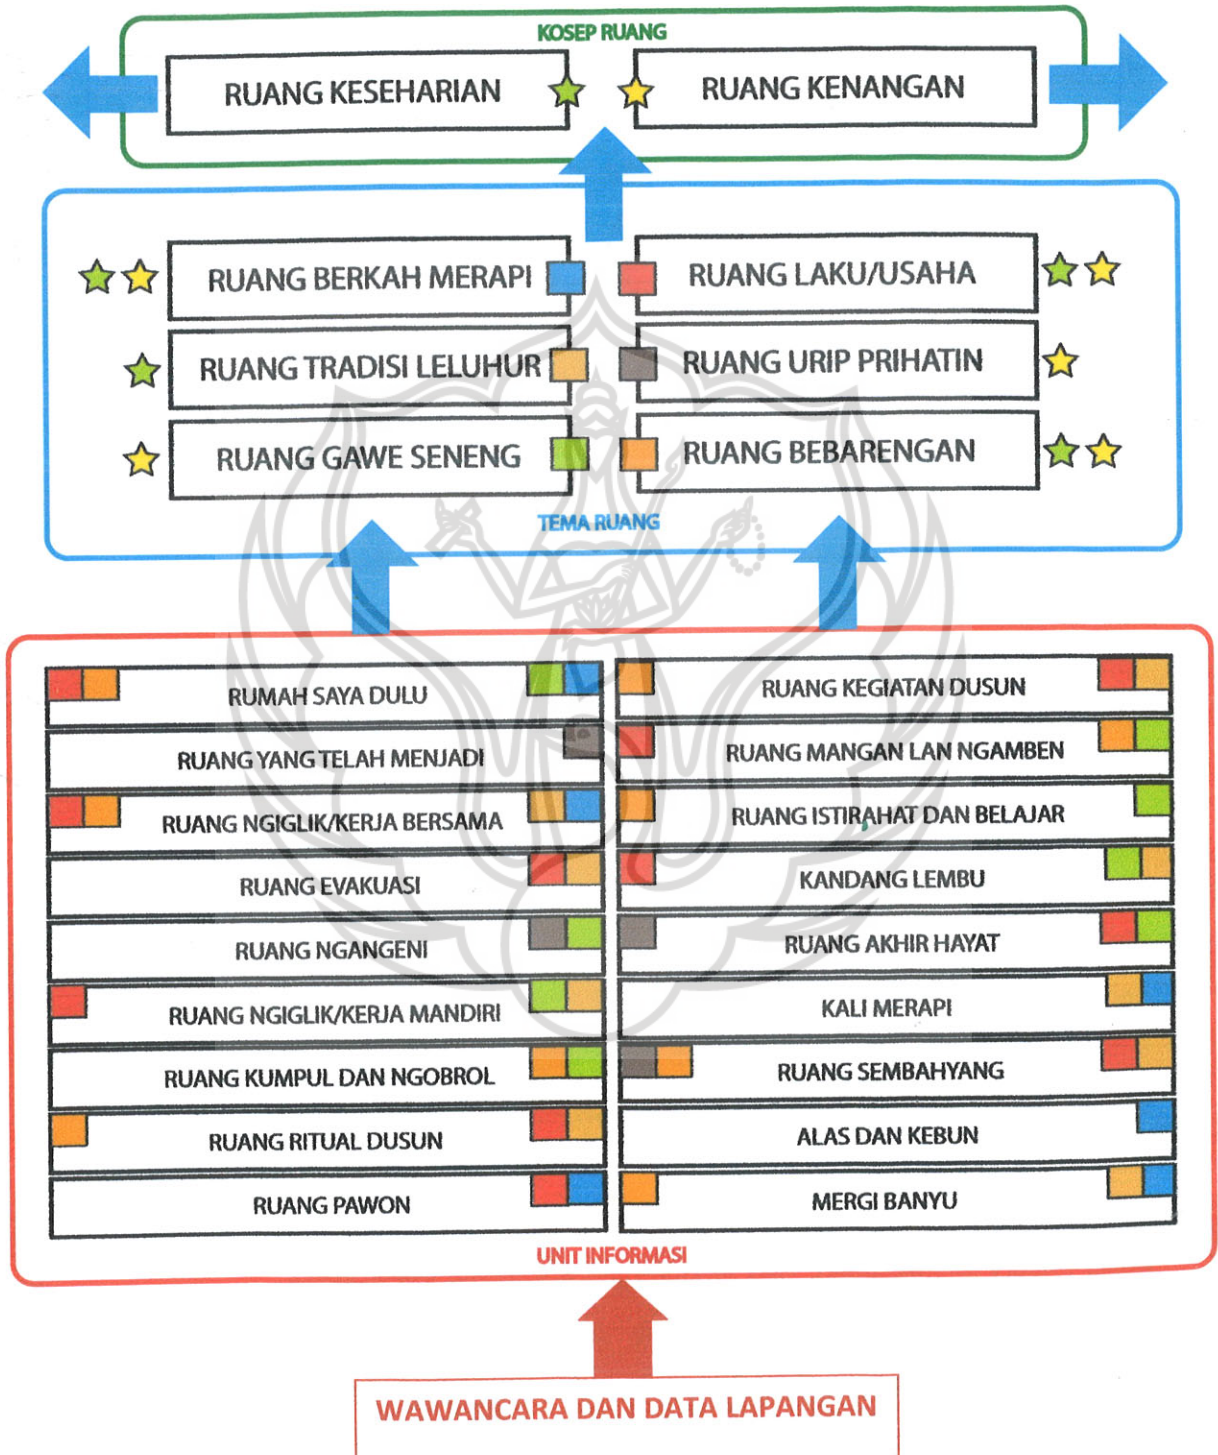 KOSEP RUANG
RUANG KESEHARIAN
RUANG KENANGAN
RUANG BERKAH MERAPI
RUANG LAKU/USAHA
RUANG TRADISI LELUHUR
RUANG URIP PRIHATIN
RUANG GAWE SENENG
RUANG BEBARENGAN
TEMA RUANG
RUMAH SAYA DULU
RUANG KEGIATAN DUSUN
RUANG YANG TELAH MENJADI
RUANG MANGAN LAN NGAMBEN
RUANG NGIGLIK/KERJA BERSAMA
RUANG ISTIRAHAT DAN BELAJAR
RUANG EVAKUASI
KANDANG LEMBU
RUANG NGANGENI
RUANG AKHIR HAYAT
RUANG NGIGLIK/KERJA MANDIRI
KALI MERAPI
RUANG KUMPUL DAN NGOBROL
RUANG SEMBAHYANG
RUANG RITUAL DUSUN
ALAS DAN KEBUN
RUANG PAWON
MERGI BANYU
UNIT INFORMASI
WAWANCARA DAN DATA LAPANGAN